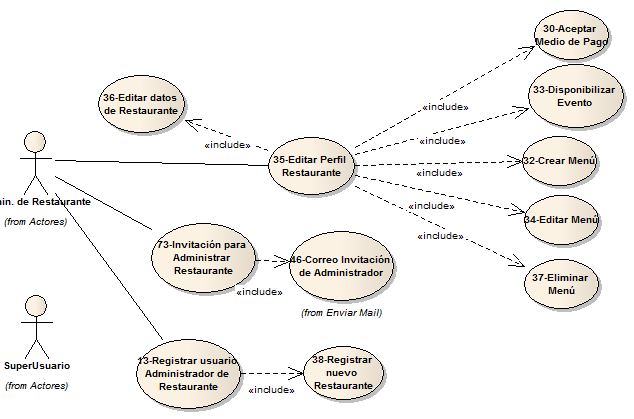 30-Aceptar
Medio de Pago
36-Editar datos
de Restaurante
33-Disponibilizar
Evento
«include»
«include»
«include»
35-Editar Perfil
Restaurante
32-Crear Menú
«include»
de Restaurante
(from Actores)
34-Editar Menú
«include»
«include»
73-Invitación para
Administrar
Restaurante
46-Correo Invitación
de Administrador
37-Eliminar
Menú
«include»
(from Enviar Mail)
SuperUsuario
(from Actores)
13-Registrar usuario
Administrador de
Restaurante
38-Registrar
nuevo
Restaurante
«include»